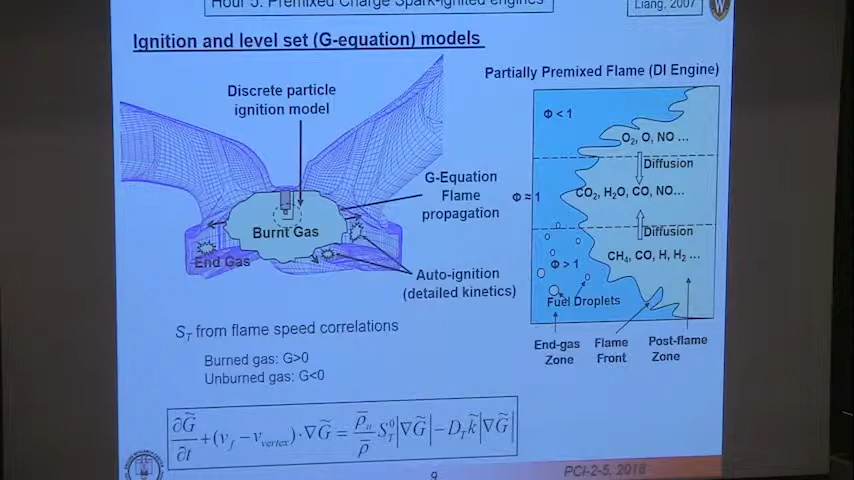 Hour 5: Premixed Charge Spark-ignited engines
Liang, 2007
Ignition and level set (G-equation) models
Discrete particle
ignition model
G-Equation
Flame
propagation
Burnt Gas
End Gas
Auto-ignition
(detailed kinetics)
Partially Premixed Flame (DI Engine)
Φ < 1
O₂, O, NO ...
Diffusion
Φ = 1
CO₂, H₂O, CO, NO...
Diffusion
Φ > 1
CH₄, CO, H, H₂ ...
Fuel Droplets
End-gas
Zone
Flame
Front
Post-flame
Zone
S_T from flame speed correlations
Burned gas: G>0
Unburned gas: G<0
∂G̃/∂t + (v_f − v_vertex)·∇G̃ = (ρ̄_u/ρ̄) S_T⁰|∇G̃| − D_T k̃|∇G̃|
9
PCI-2-5, 2018